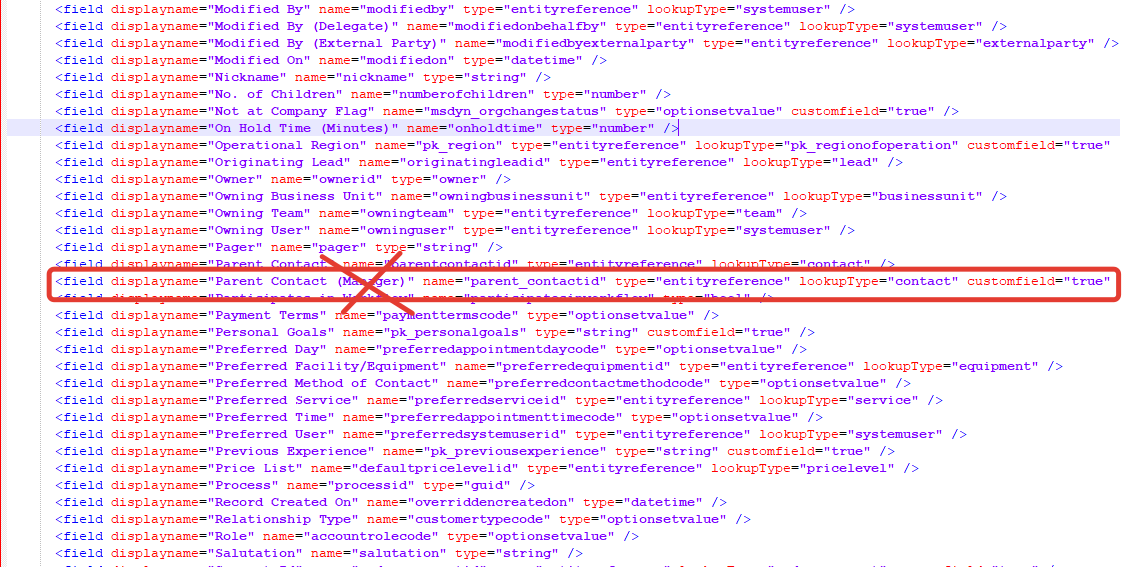 <field displayname="Modified By" name="modifiedby" type="entityreference" lookupType="systemuser" />
<field displayname="Modified By (Delegate)" name="modifiedonbehalfby" type="entityreference" lookupType="systemuser" />
<field displayname="Modified By (External Party)" name="modifiedbyexternalparty" type="entityreference" lookupType="externalparty" />
<field displayname="Modified On" name="modifiedon" type="datetime" />
<field displayname="Nickname" name="nickname" type="string" />
<field displayname="No. of Children" name="numberofchildren" type="number" />
<field displayname="Not at Company Flag" name="msdyn_orgchangestatus" type="optionsetvalue" customfield="true" />
<field displayname="On Hold Time (Minutes)" name="onholdtime" type="number" />
<field displayname="Operational Region" name="pk_region" type="entityreference" lookupType="pk_regionofoperation" customfield="true"
<field displayname="Originating Lead" name="originatingleadid" type="entityreference" lookupType="lead" />
<field displayname="Owner" name="ownerid" type="owner" />
<field displayname="Owning Business Unit" name="owningbusinessunit" type="entityreference" lookupType="businessunit" />
<field displayname="Owning Team" name="owningteam" type="entityreference" lookupType="team" />
<field displayname="Owning User" name="owninguser" type="entityreference" lookupType="systemuser" />
<field displayname="Pager" name="pager" type="string" />
<field displayname="Parent Contact" name="parentcontactid" type="entityreference" lookupType="contact" />
<field displayname="Parent Contact (Manager)" name="parent_contactid" type="entityreference" lookupType="contact" customfield="true"
<field displayname="Participates in Workflow" name="participatesinworkflow" type="bool" />
<field displayname="Payment Terms" name="paymenttermscode" type="optionsetvalue" />
<field displayname="Personal Goals" name="pk_personalgoals" type="string" customfield="true" />
<field displayname="Preferred Day" name="preferredappointmentdaycode" type="optionsetvalue" />
<field displayname="Preferred Facility/Equipment" name="preferredequipmentid" type="entityreference" lookupType="equipment" />
<field displayname="Preferred Method of Contact" name="preferredcontactmethodcode" type="optionsetvalue" />
<field displayname="Preferred Service" name="preferredserviceid" type="entityreference" lookupType="service" />
<field displayname="Preferred Time" name="preferredappointmenttimecode" type="optionsetvalue" />
<field displayname="Preferred User" name="preferredsystemuserid" type="entityreference" lookupType="systemuser" />
<field displayname="Previous Experience" name="pk_previousexperience" type="string" customfield="true" />
<field displayname="Price List" name="defaultpricelevelid" type="entityreference" lookupType="pricelevel" />
<field displayname="Process" name="processid" type="guid" />
<field displayname="Record Created On" name="overriddencreatedon" type="datetime" />
<field displayname="Relationship Type" name="customertypecode" type="optionsetvalue" />
<field displayname="Role" name="accountrolecode" type="optionsetvalue" />
<field displayname="Salutation" name="salutation" type="string" />